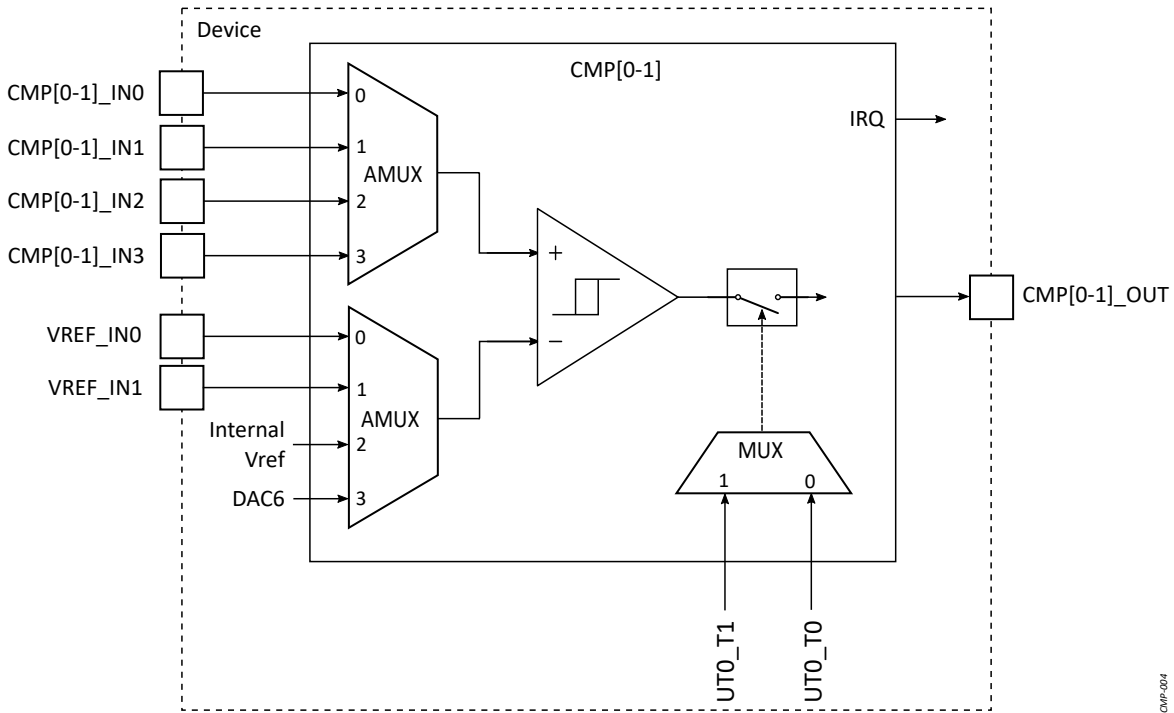 Device
CMP[0-1]
CMP[0-1]_IN0
0
IRQ
CMP[0-1]_IN1
1
AMUX
CMP[0-1]_IN2
2
CMP[0-1]_IN3
3
+
CMP[0-1]_OUT
VREF_IN0
0
−
VREF_IN1
1
AMUX
Internal
Vref
2
MUX
DAC6
3
1
0
UT0_T1
UT0_T0
CMP-004